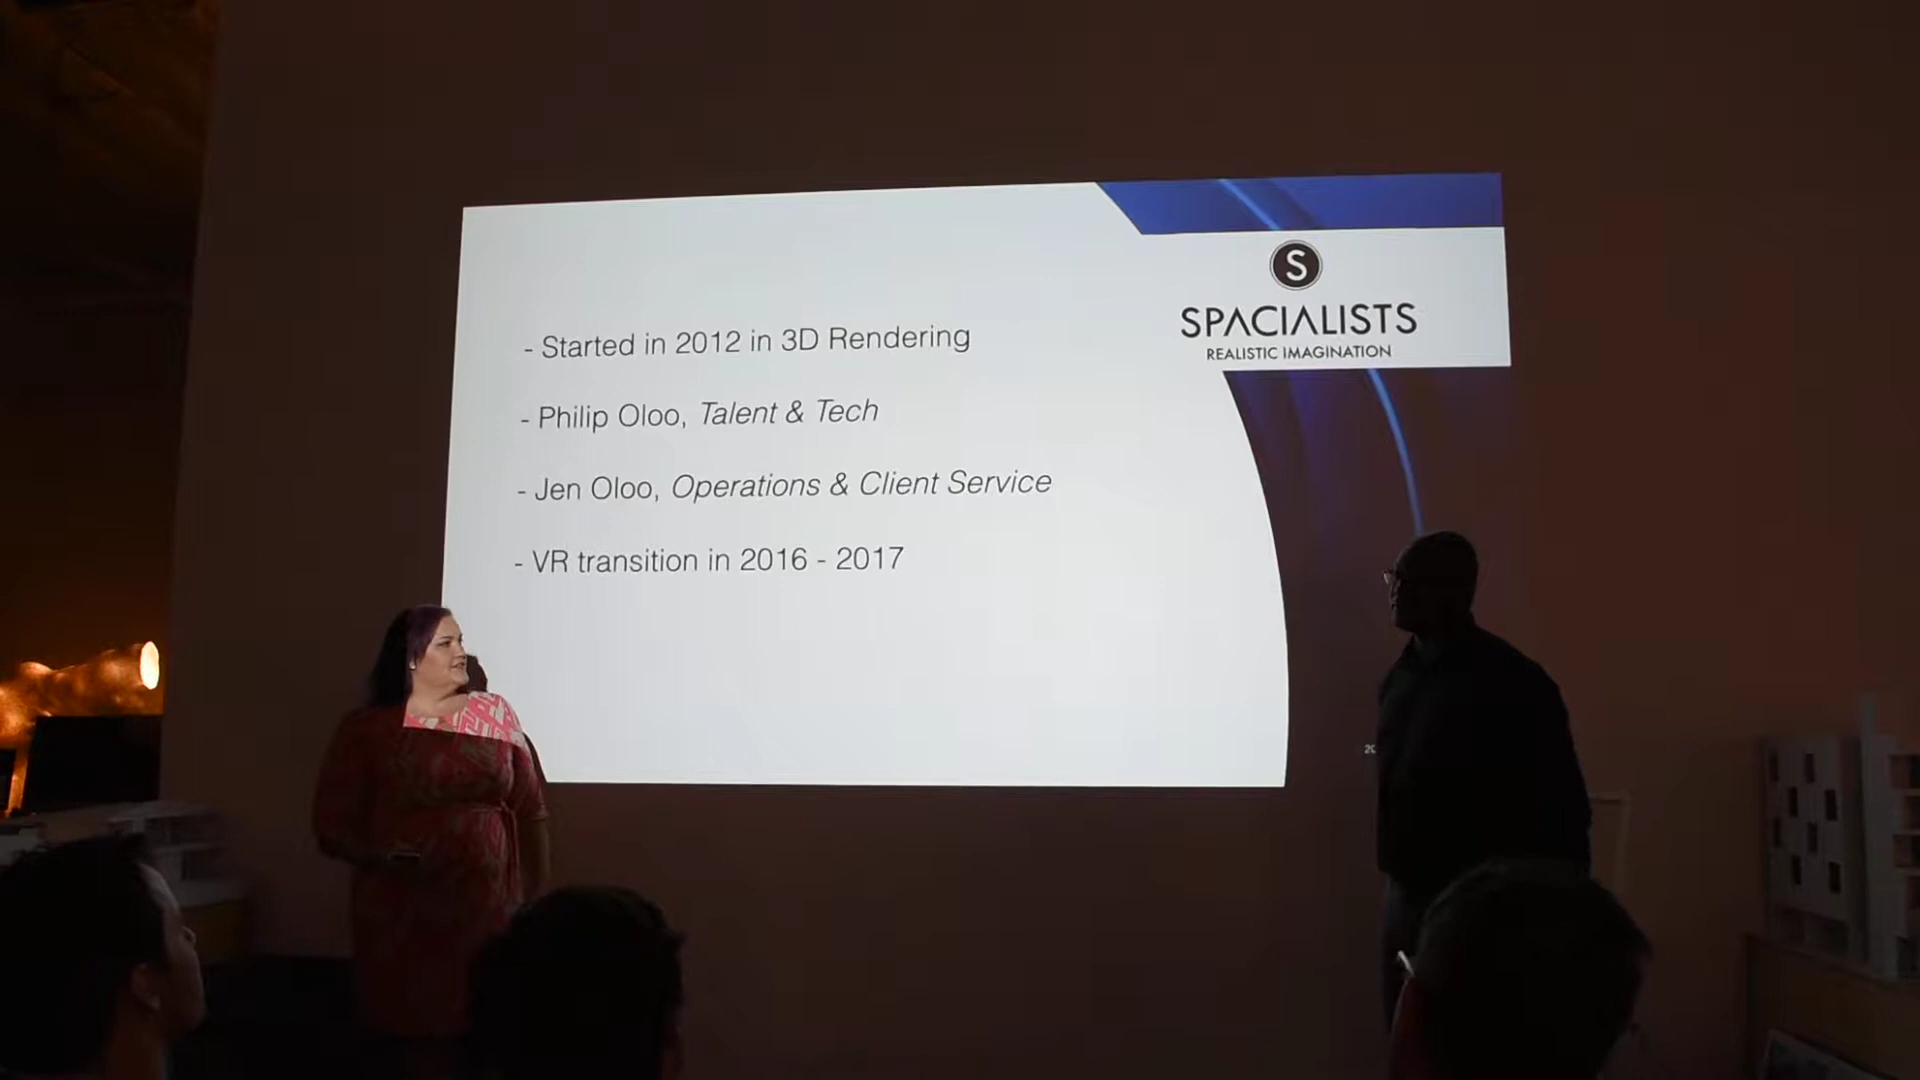 - Started in 2012 in 3D Rendering
- Philip Oloo, Talent & Tech
- Jen Oloo, Operations & Client Service
- VR transition in 2016 - 2017
S
SPACIALISTS
REALISTIC IMAGINATION